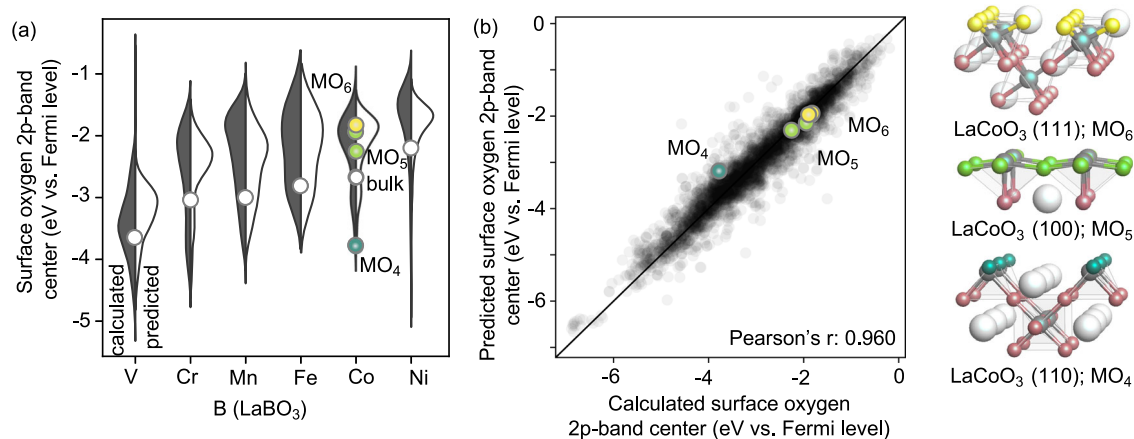 (a)
Surface oxygen 2p-band
center (eV vs. Fermi level)
-1
-2
-3
-4
-5
MO6
MO5
bulk
MO4
calculated
predicted
V Cr Mn Fe Co Ni
B (LaBO3)
(b)
Predicted surface oxygen 2p-band
center (eV vs. Fermi level)
0
-2
-4
-6
MO4
MO6
MO5
Pearson's r: 0.960
-6 -4 -2 0
Calculated surface oxygen
2p-band center (eV vs. Fermi level)
LaCoO3 (111); MO6
LaCoO3 (100); MO5
LaCoO3 (110); MO4